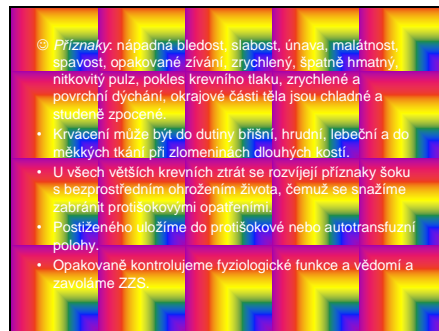 ☺ Příznaky: nápadná bledost, slabost, únava, malátnost,
spavost, opakované zívání, zrychlený, špatně hmatný,
nitkovitý pulz, pokles krevního tlaku, zrychlené a
povrchní dýchání, okrajové části těla jsou chladné a
studeně zpocené.
• Krvácení může být do dutiny břišní, hrudní, lebeční a do
měkkých tkání při zlomeninách dlouhých kostí.
• U všech větších krevních ztrát se rozvíjejí příznaky šoku
s bezprostředním ohrožením života, čemuž se snažíme
zabránit protišokovými opatřeními.
• Postiženého uložíme do protišokové nebo autotransfuzní
polohy.
• Opakovaně kontrolujeme fyziologické funkce a vědomí a
zavoláme ZZS.